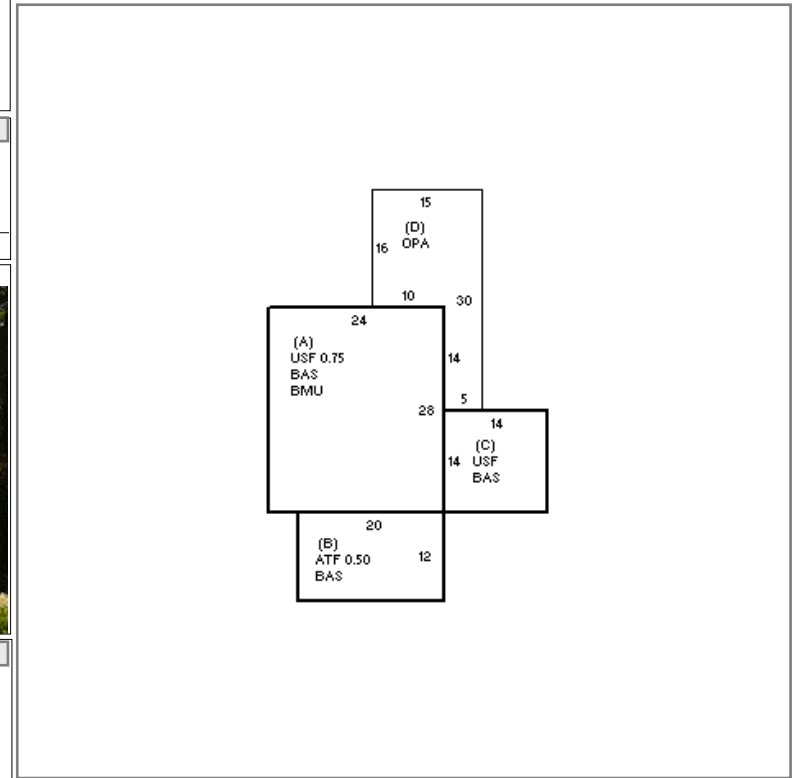 15
(D)
OPA
16
10
30
24
(A)
USF 0.75
BAS
BMU
14
5
28
14
(C)
14 USF
BAS
20
(B)
ATF 0.50
12
BAS